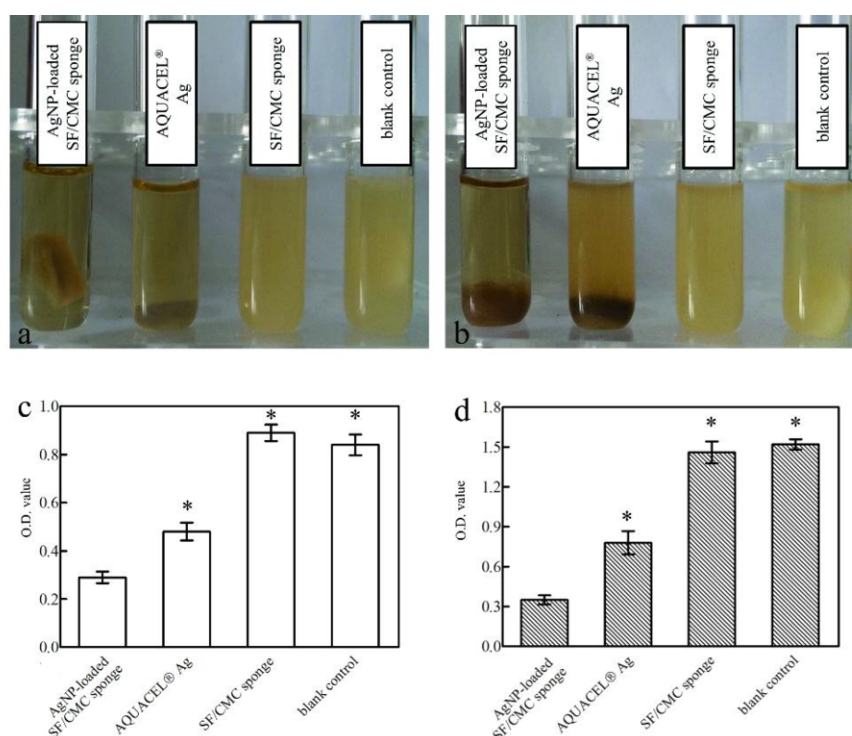 AgNP-loaded
SF/CMC sponge
AQUACEL®
Ag
SF/CMC sponge
blank control
a
AgNP-loaded
SF/CMC sponge
AQUACEL®
Ag
SF/CMC sponge
blank control
b
c
1.0
0.8
0.6
0.4
0.2
0.0
O.D. value
* * *
AgNP-loaded
SF/CMC sponge
AQUACEL® Ag
SF/CMC sponge
blank control
d
1.8
1.5
1.2
0.9
0.6
0.3
0.0
O.D. value
* * *
AgNP-loaded
SF/CMC sponge
AQUACEL® Ag
SF/CMC sponge
blank control